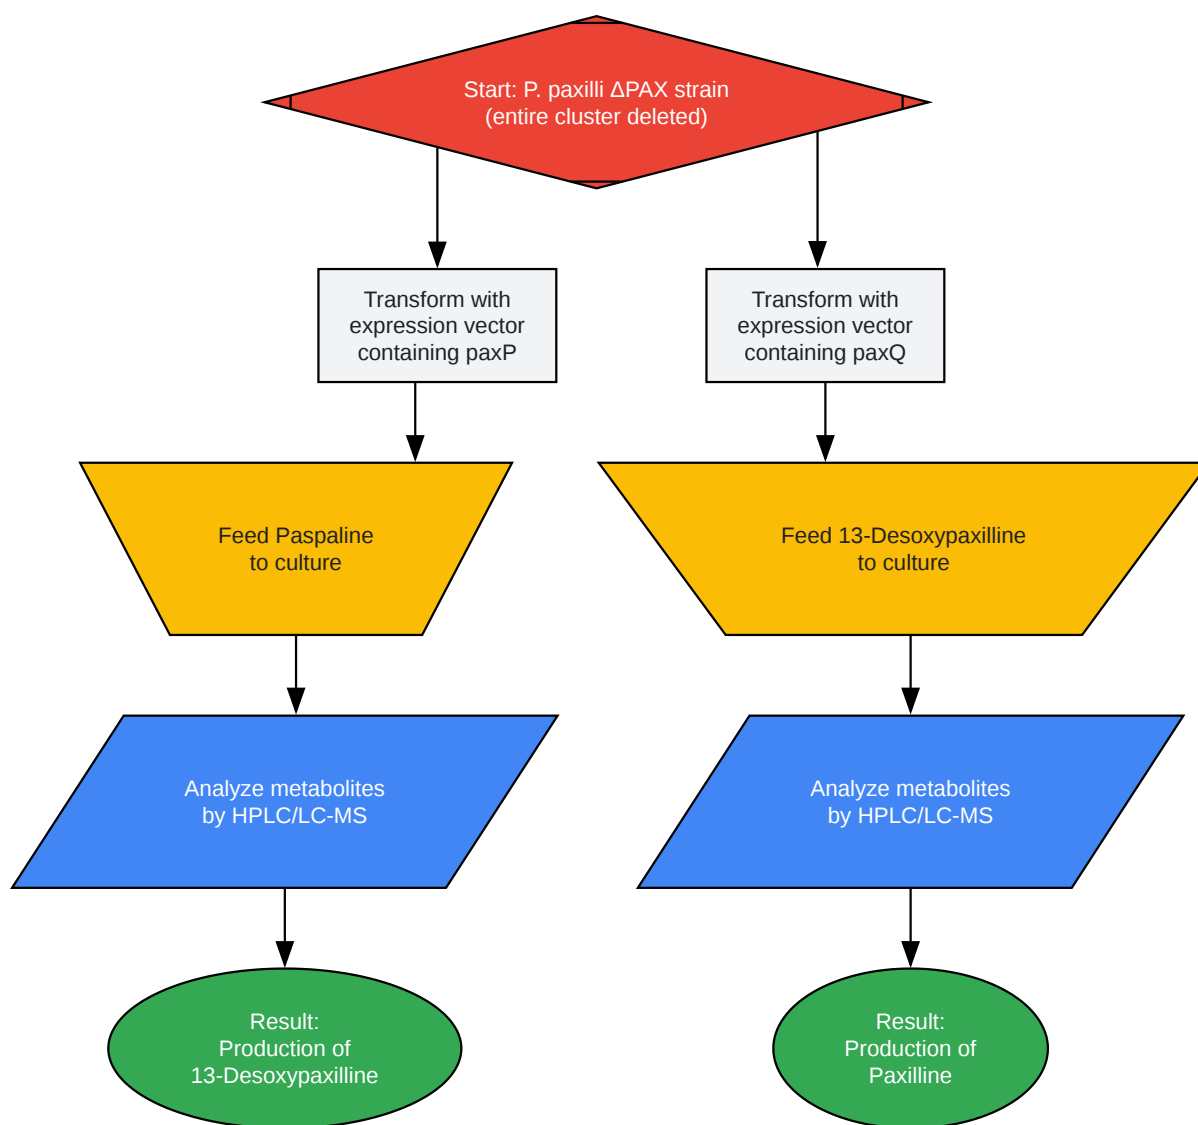 Start: P. paxilli ΔPAX strain
(entire cluster deleted)
Transform with
expression vector
containing paxP
Transform with
expression vector
containing paxQ
Feed Paspaline
to culture
Feed 13-Desoxypaxilline
to culture
Analyze metabolites
by HPLC/LC-MS
Analyze metabolites
by HPLC/LC-MS
Result:
Production of
13-Desoxypaxilline
Result:
Production of
Paxilline